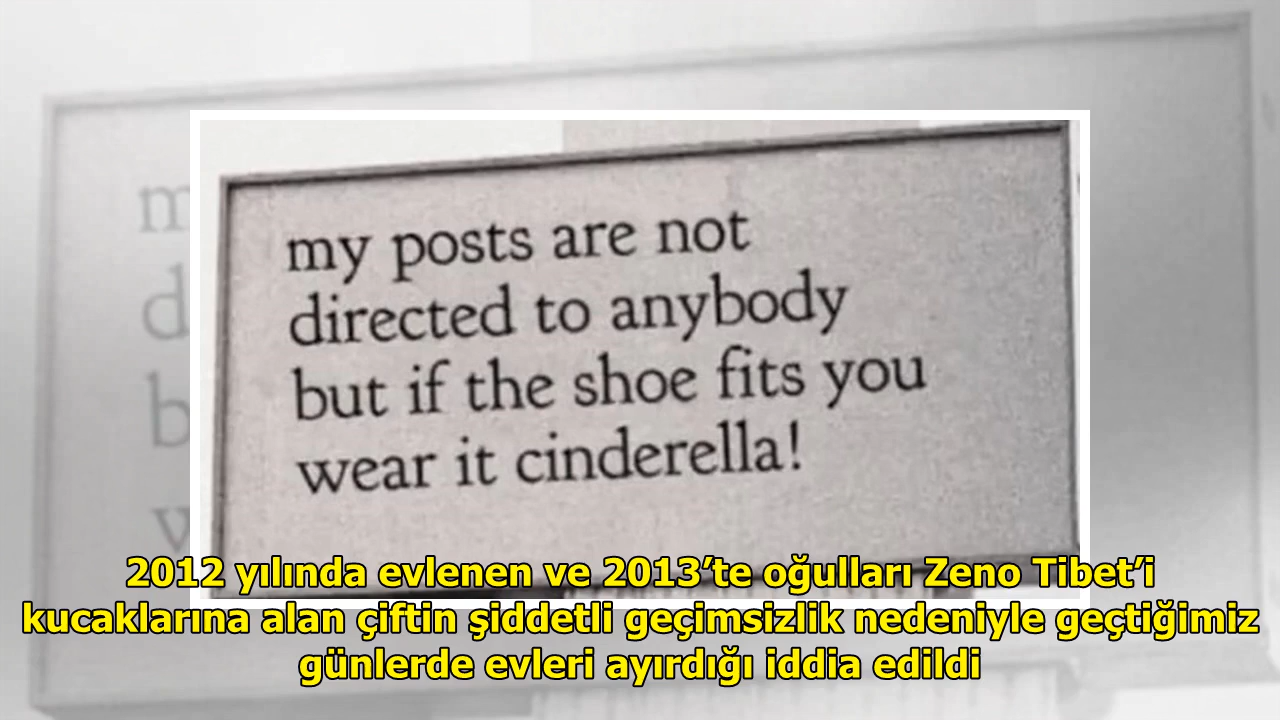 my posts are not
directed to anybody
but if the shoe fits you
wear it cinderella!
2012 yılında evlenen ve 2013’te oğulları Zeno Tibet’i
kucaklarına alan çiftin şiddetli geçimsizlik nedeniyle geçtiğimiz
günlerde evleri ayırdığı iddia edildi